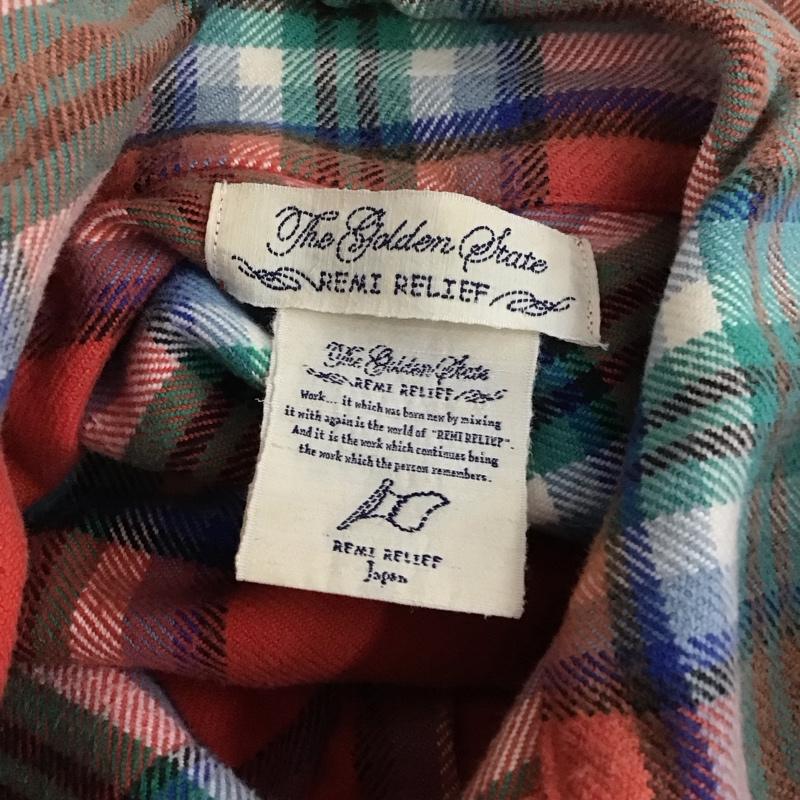 The Golden State
REMI RELIEF
The Golden State
REMI RELIEF
Work... it which was born new by mixing
it with again is the world of "REMI RELIEF".
And it is the work which continues being
the work which the person remembers.
REMI RELIEF
Japan